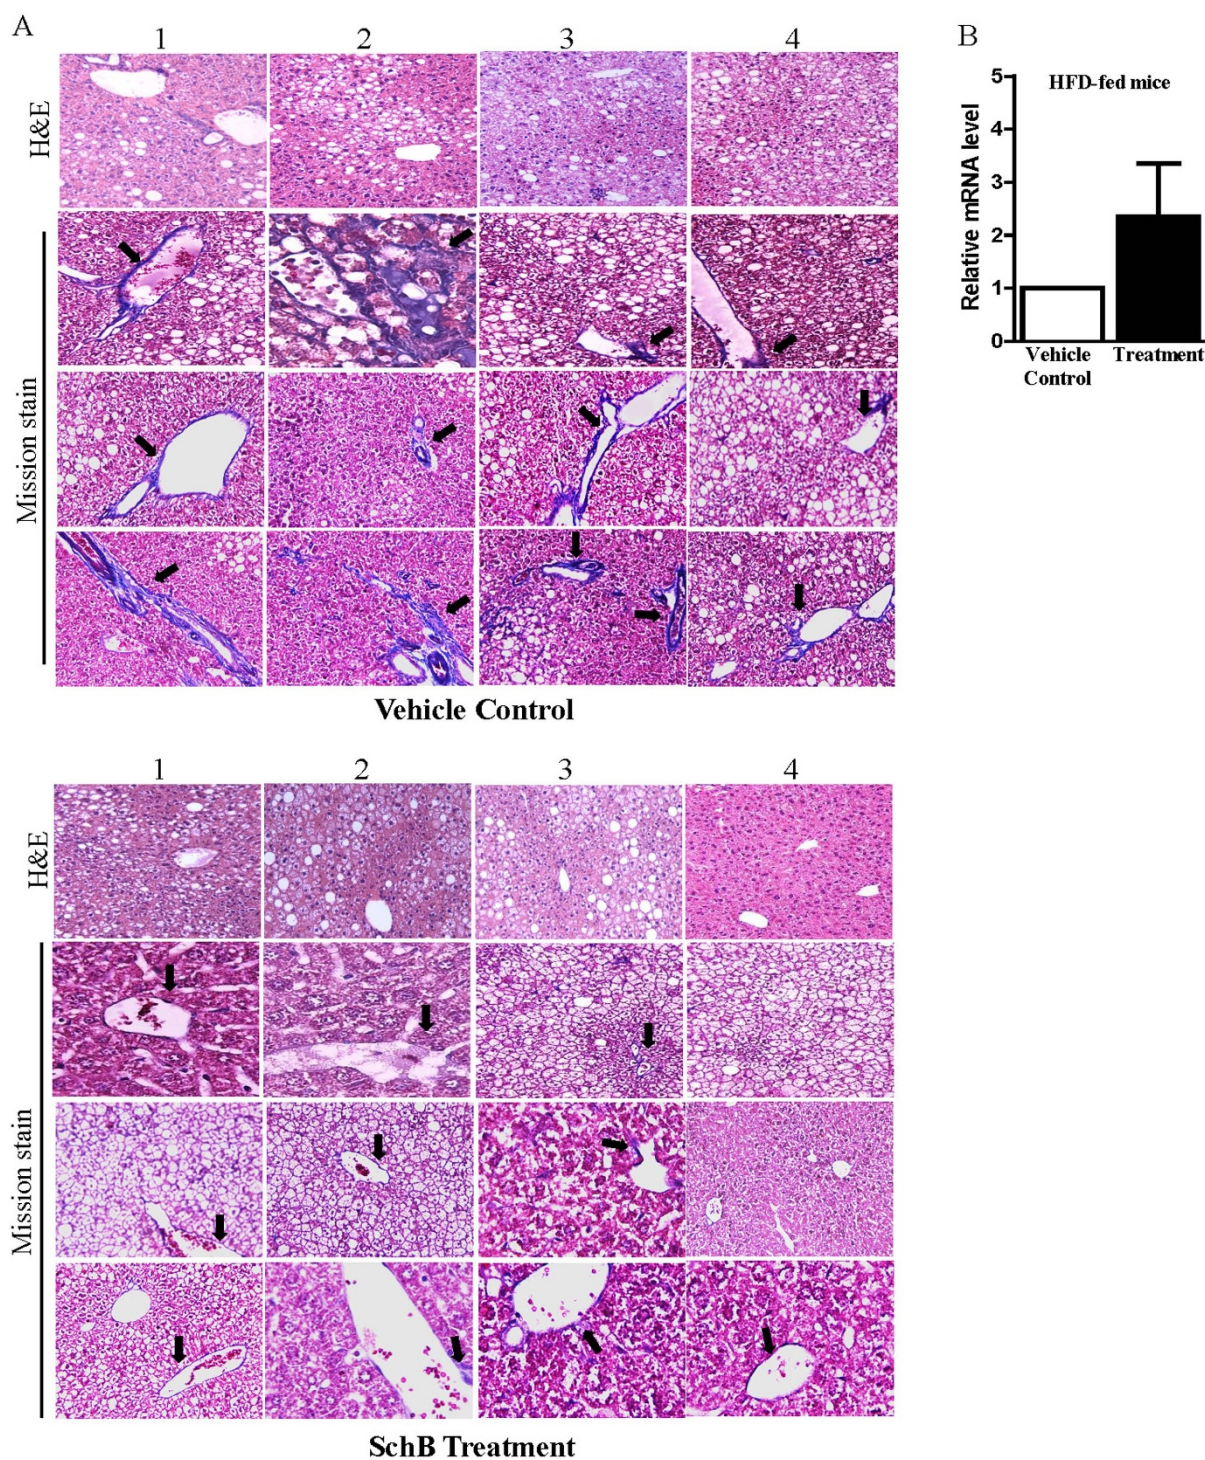 A
1 2 3 4
H&E
Mission stain
Vehicle Control
1 2 3 4
H&E
Mission stain
SchB Treatment
B
HFD-fed mice
Relative mRNA level
5
4
3
2
1
0
Vehicle
Control
Treatment